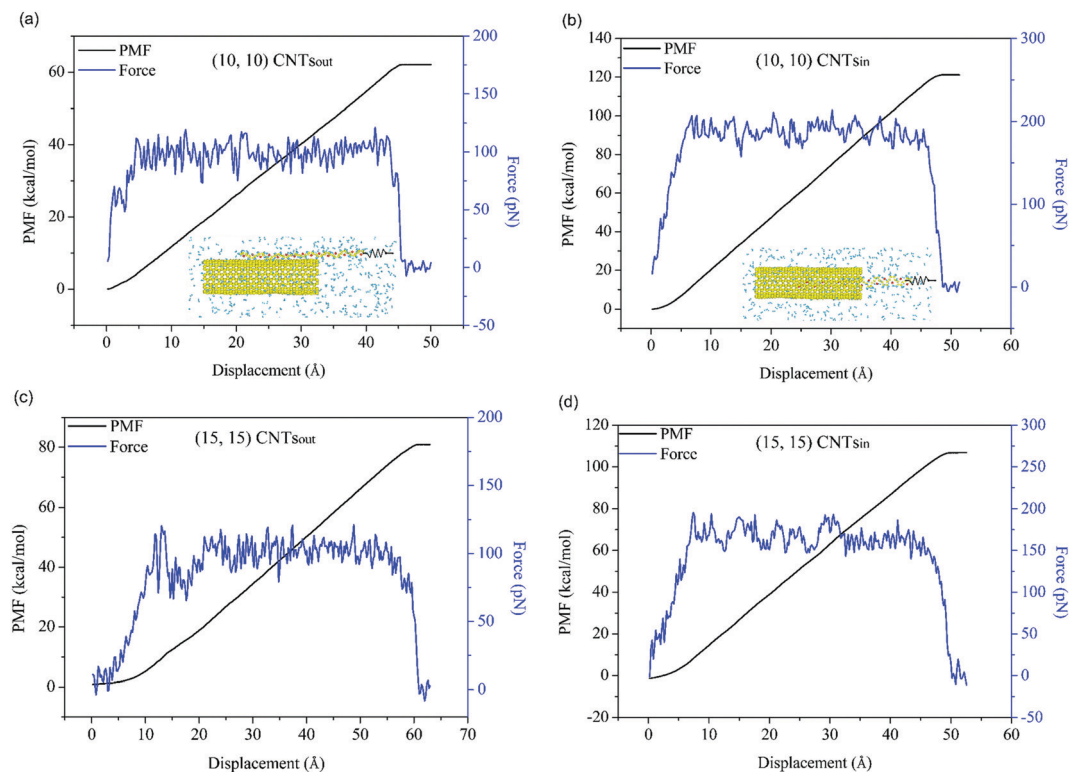 (a)
PMF
Force
(10, 10) CNTsout
PMF (kcal/mol)
60
40
20
0
200
150
100
50
0
-50
Force (pN)
0 10 20 30 40 50
Displacement (Å)
(b)
PMF
Force
(10, 10) CNTsin
PMF (kcal/mol)
140
120
100
80
60
40
20
0
300
200
100
0
Force (pN)
0 10 20 30 40 50 60
Displacement (Å)
(c)
PMF
Force
(15, 15) CNTsout
PMF (kcal/mol)
80
60
40
20
0
200
150
100
50
0
Force (pN)
0 10 20 30 40 50 60 70
Displacement (Å)
(d)
PMF
Force
(15, 15) CNTsin
PMF (kcal/mol)
120
100
80
60
40
20
0
-20
300
250
200
150
100
50
0
-50
Force (pN)
0 10 20 30 40 50 60
Displacement (Å)